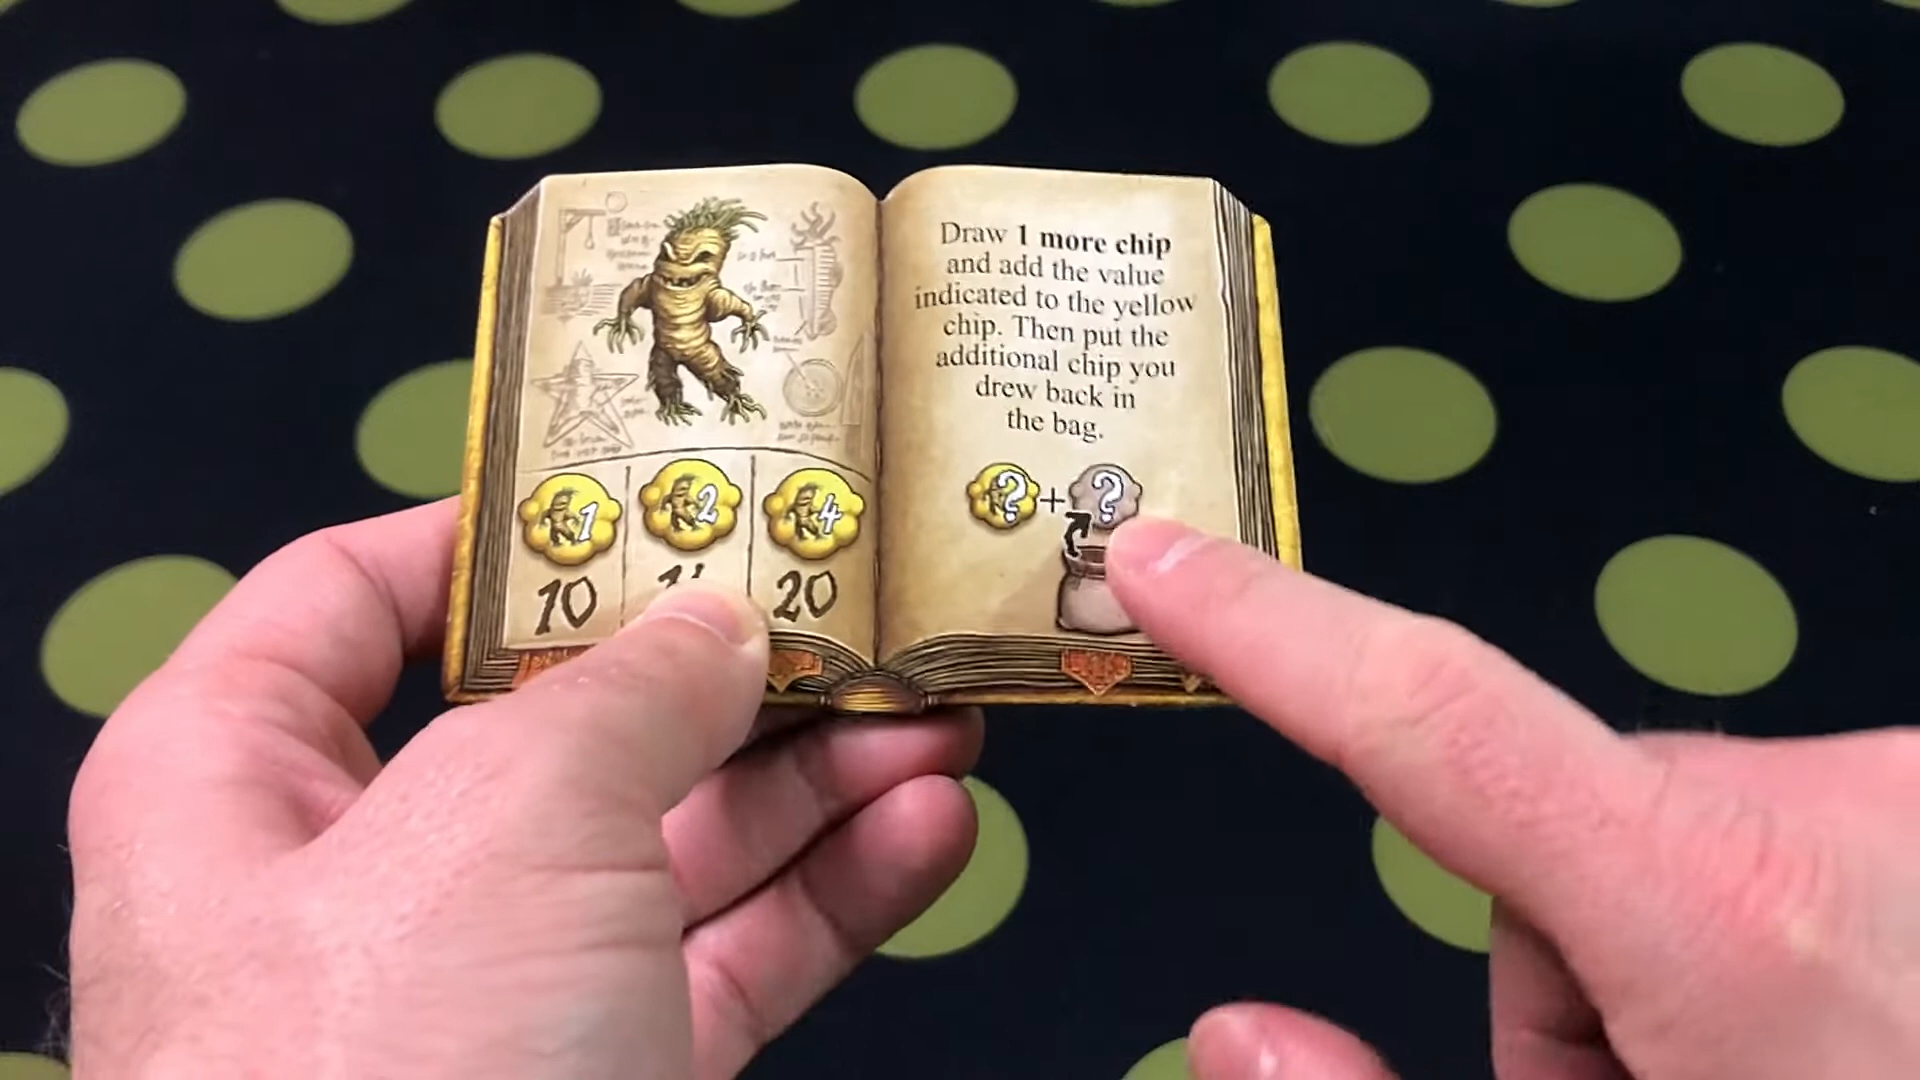 Draw 1 more chip
and add the value
indicated to the yellow
chip. Then put the
additional chip you
drew back in
the bag.
? + ?
1 2 4
10 20